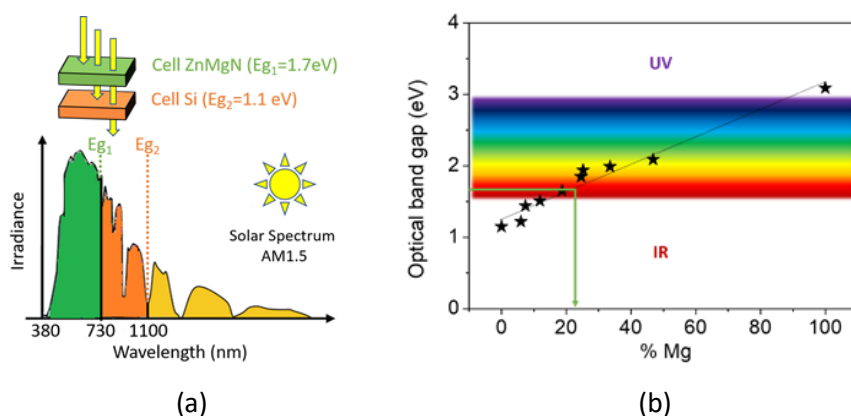 Cell ZnMgN (Eg1=1.7eV)
Cell Si (Eg2=1.1 eV)
Eg1
Eg2
Irradiance
Solar Spectrum
AM1.5
380 730 1100
Wavelength (nm)
(a)
Optical band gap (eV)
4
3
2
1
0
UV
IR
0 20 40 60 80 100
% Mg
(b)